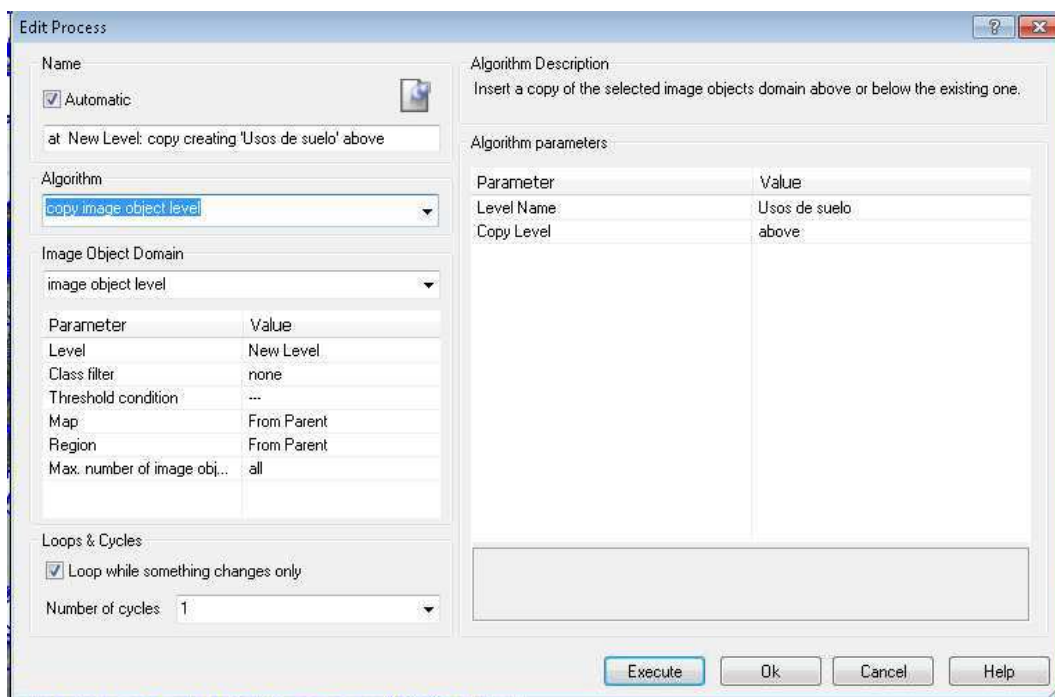 Edit Process
Name
Automatic
at New Level: copy creating 'Usos de suelo' above
Algorithm
copy image object level
Image Object Domain
image object level
Parameter Value
Level New Level
Class filter none
Threshold condition ---
Map From Parent
Region From Parent
Max. number of image obj... all
Loops & Cycles
Loop while something changes only
Number of cycles 1
Algorithm Description
Insert a copy of the selected image objects domain above or below the existing one.
Algorithm parameters
Parameter Value
Level Name Usos de suelo
Copy Level above
Execute Ok Cancel Help